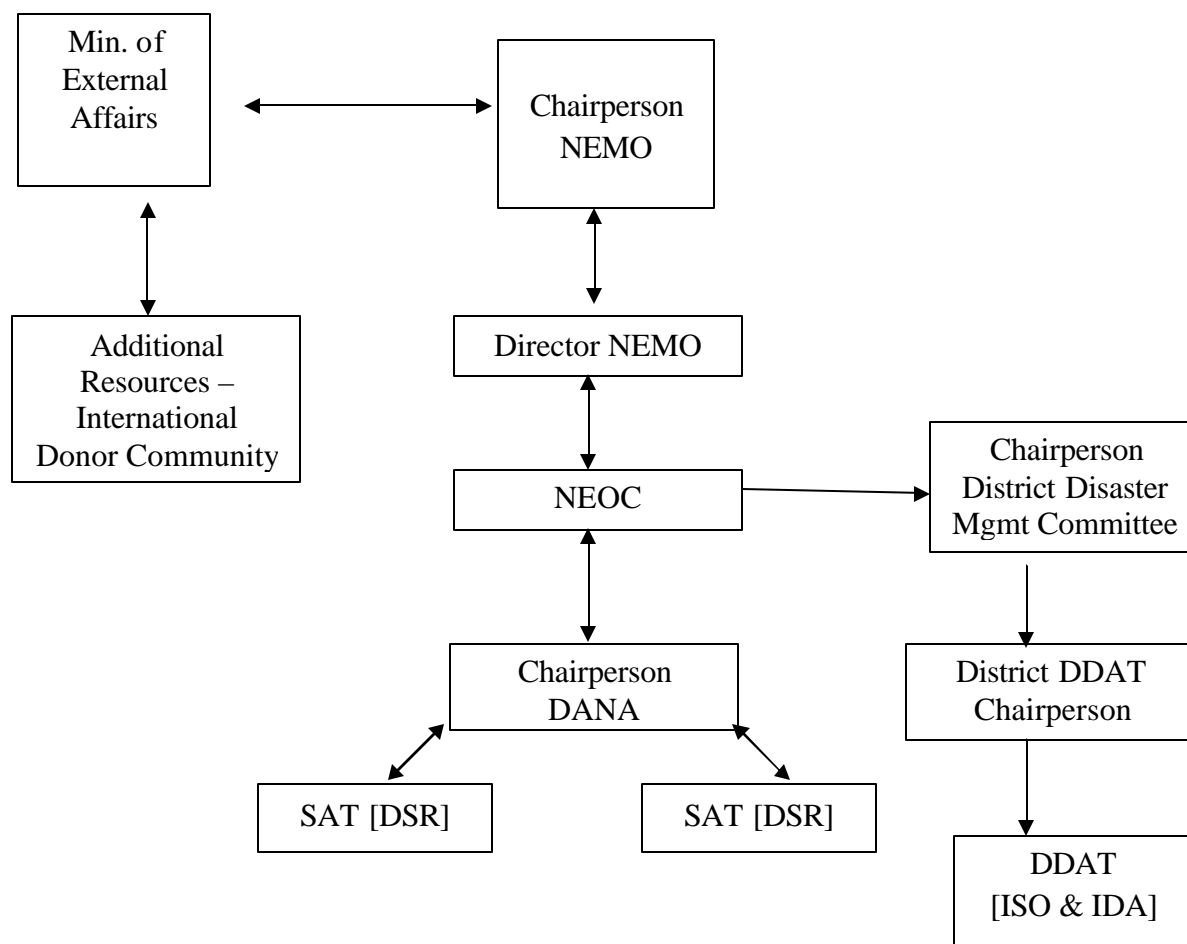 Min. of
External
Affairs
Chairperson
NEMO
Additional
Resources –
International
Donor Community
Director NEMO
NEOC
Chairperson
District Disaster
Mgmt Committee
Chairperson
DANA
District DDAT
Chairperson
SAT [DSR]
SAT [DSR]
DDAT
[ISO & IDA]